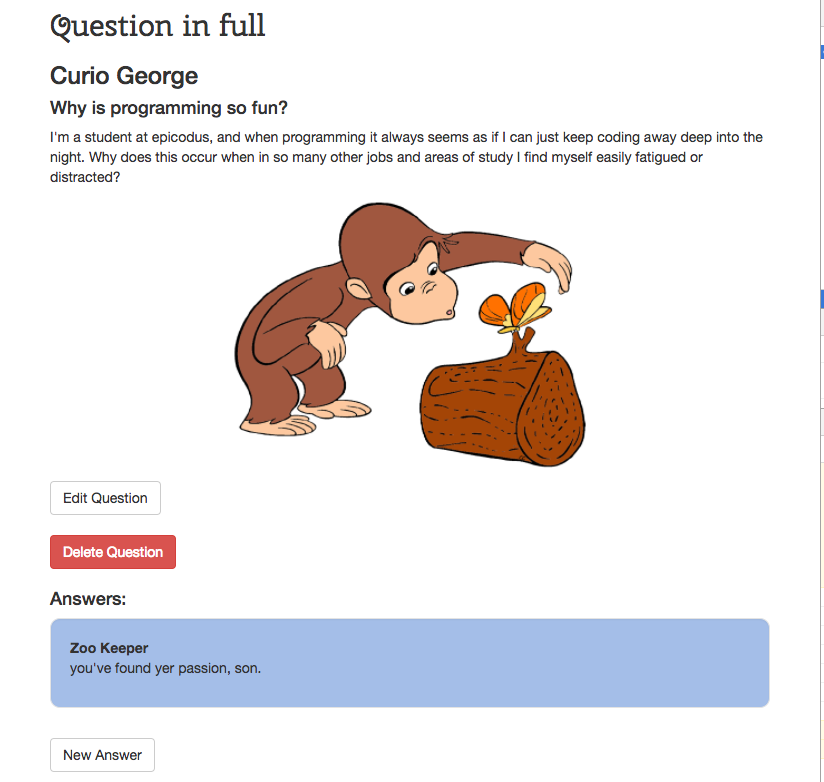 Question in full
Curio George
Why is programming so fun?
I'm a student at epicodus, and when programming it always seems as if I can just keep coding away deep into the
night. Why does this occur when in so many other jobs and areas of study I find myself easily fatigued or
distracted?
Edit Question
Delete Question
Answers:
Zoo Keeper
you've found yer passion, son.
New Answer